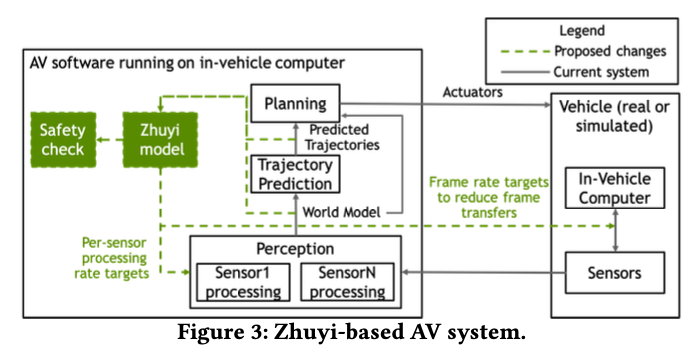 Legend
Proposed changes
Current system
AV software running on in-vehicle computer
Safety
check
Zhuyi
model
Planning
Predicted
Trajectories
Trajectory
Prediction
World Model
Per-sensor
processing
rate targets
Perception
Sensor1
processing
SensorN
processing
Actuators
Frame rate targets
to reduce frame
transfers
Vehicle (real or
simulated)
In-Vehicle
Computer
Sensors
Figure 3: Zhuyi-based AV system.